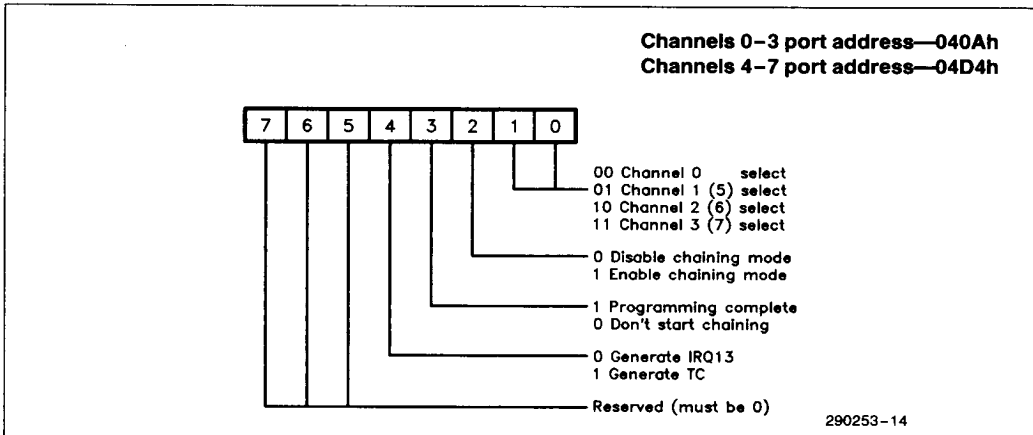 Channels 0–3 port address—040Ah
Channels 4–7 port address—04D4h
7 6 5 4 3 2 1 0
00 Channel 0 select
01 Channel 1 (5) select
10 Channel 2 (6) select
11 Channel 3 (7) select
0 Disable chaining mode
1 Enable chaining mode
1 Programming complete
0 Don't start chaining
0 Generate IRQ13
1 Generate TC
Reserved (must be 0)
290253–14